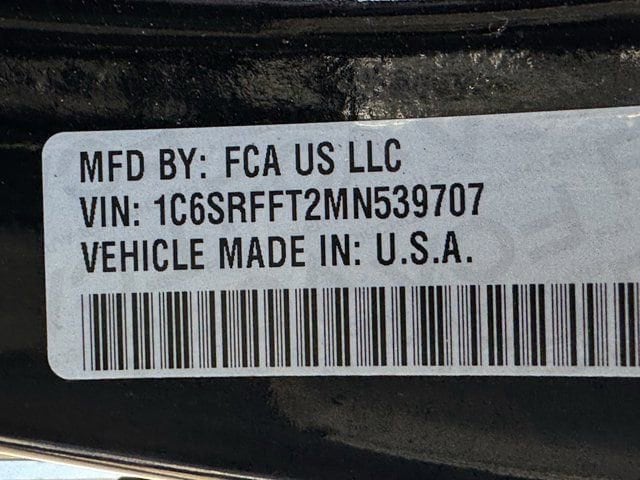 MFD BY: FCA US LLC
VIN: 1C6SRFFT2MN539707
VEHICLE MADE IN: U.S.A.